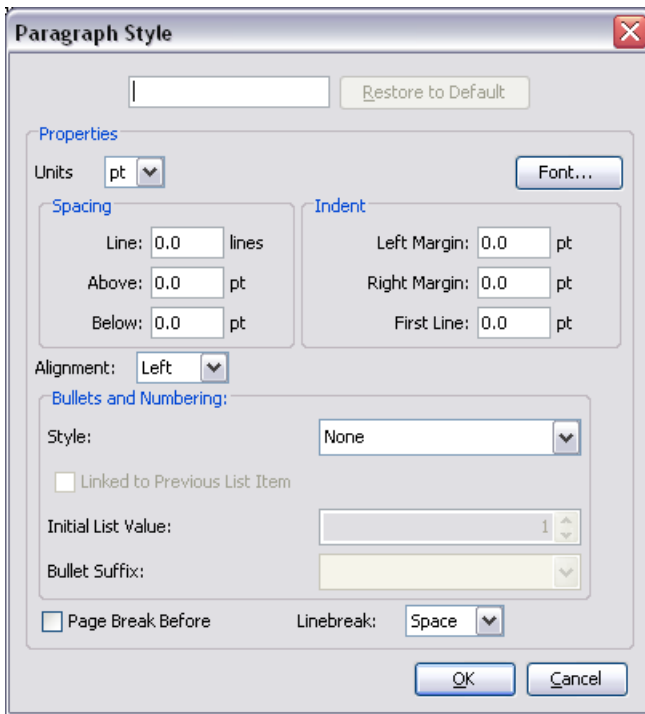 Paragraph Style
Restore to Default
Properties
Units pt Font...
Spacing Indent
Line: 0.0 lines Left Margin: 0.0 pt
Above: 0.0 pt Right Margin: 0.0 pt
Below: 0.0 pt First Line: 0.0 pt
Alignment: Left
Bullets and Numbering:
Style: None
Linked to Previous List Item
Initial List Value: 1
Bullet Suffix:
Page Break Before Linebreak: Space
OK Cancel